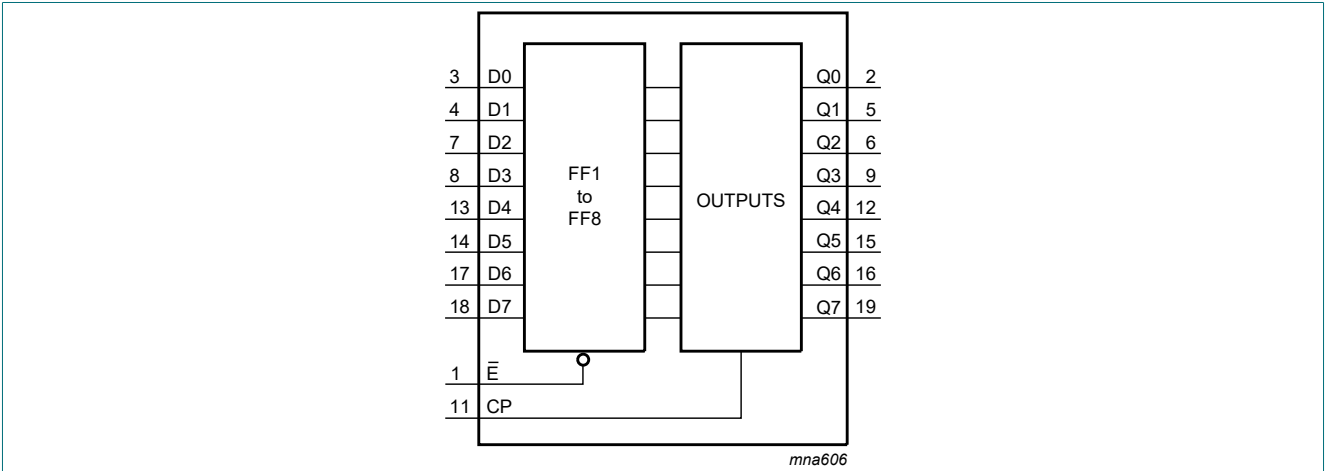 3 D0 Q0 2
4 D1 Q1 5
7 D2 Q2 6
8 D3 Q3 9
13 D4 Q4 12
14 D5 Q5 15
17 D6 Q6 16
18 D7 Q7 19
FF1
to
FF8
OUTPUTS
1 E̅
11 CP
mna606